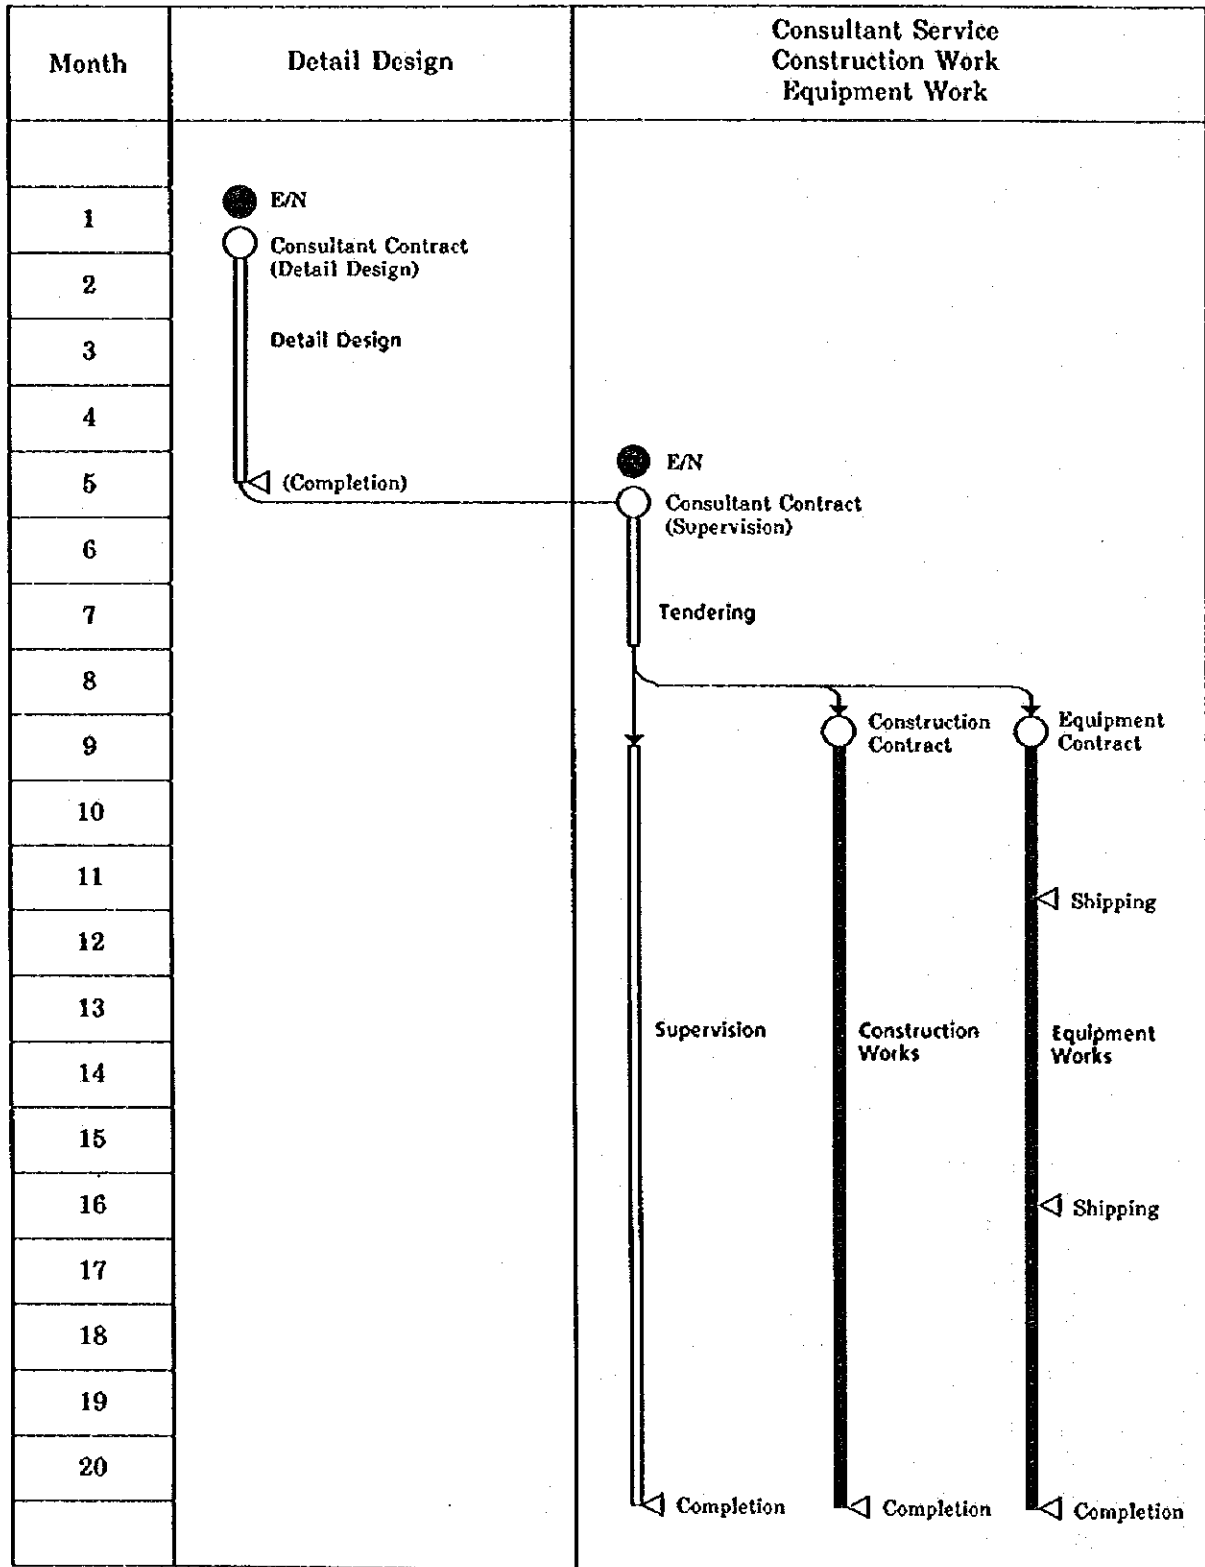 Month
Detail Design
Consultant Service
Construction Work
Equipment Work
1
E/N
Consultant Contract
(Detail Design)
2
3
Detail Design
4
E/N
5
(Completion)
Consultant Contract
(Supervision)
6
7
Tendering
8
Construction
Contract
Equipment
Contract
9
10
11
Shipping
12
13
Supervision
Construction
Works
Equipment
Works
14
15
16
Shipping
17
18
19
20
Completion
Completion
Completion